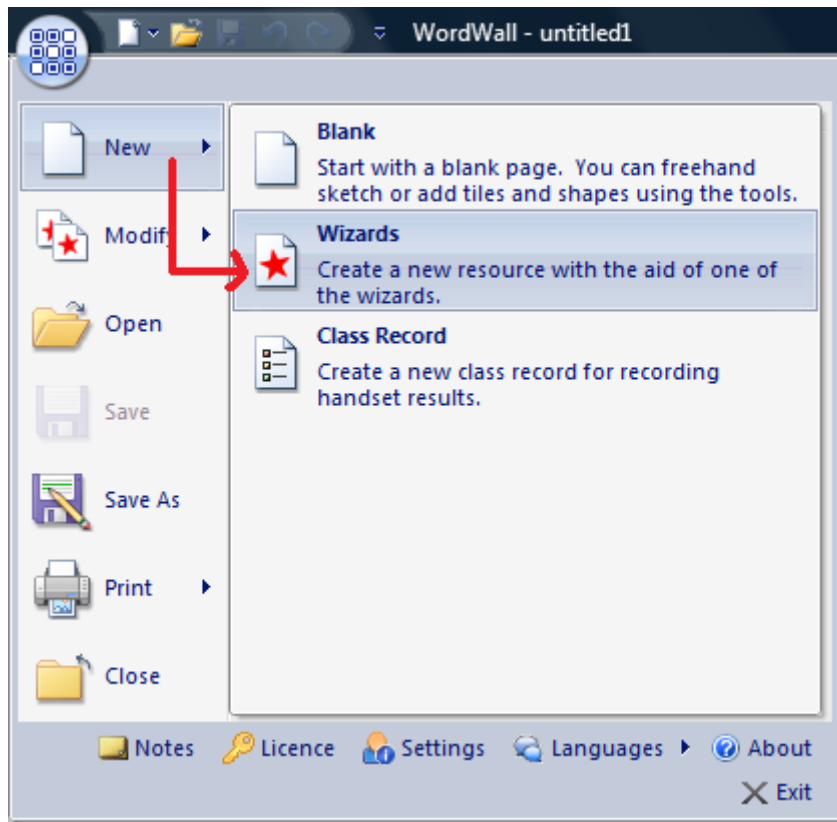 WordWall - untitled1
New
Modify
Open
Save
Save As
Print
Close
Blank
Start with a blank page. You can freehand
sketch or add tiles and shapes using the tools.
Wizards
Create a new resource with the aid of one of
the wizards.
Class Record
Create a new class record for recording
handset results.
Notes Licence Settings Languages About
Exit